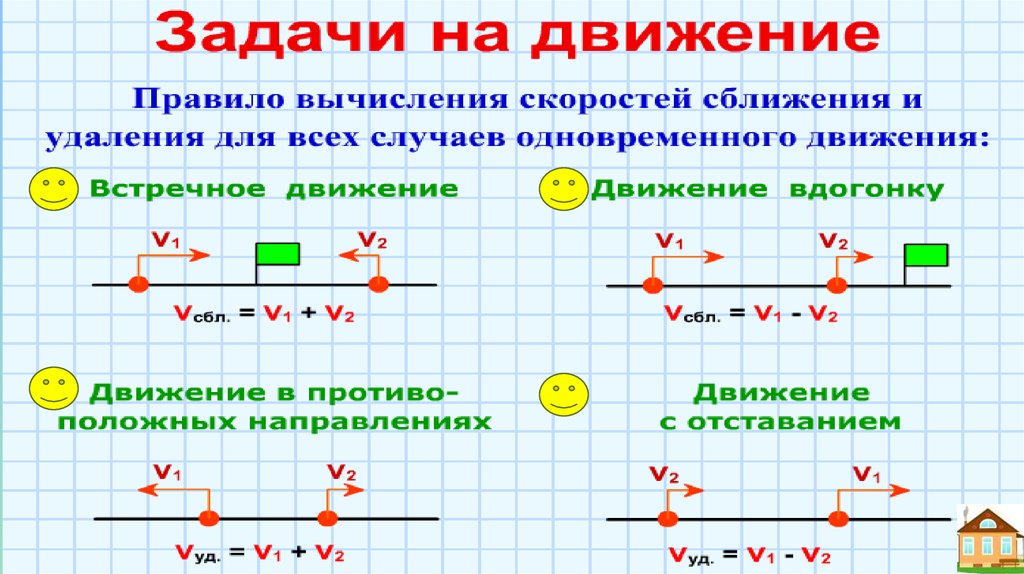 Задачи на движение
Правило вычисления скоростей сближения и
удаления для всех случаев одновременного движения:
Встречное движение
V1 V2
Vсбл. = V1 + V2
Движение вдогонку
V1 V2
Vсбл. = V1 - V2
Движение в противо-
положных направлениях
V1 V2
Vуд. = V1 + V2
Движение
с отставанием
V2 V1
Vуд. = V1 - V2